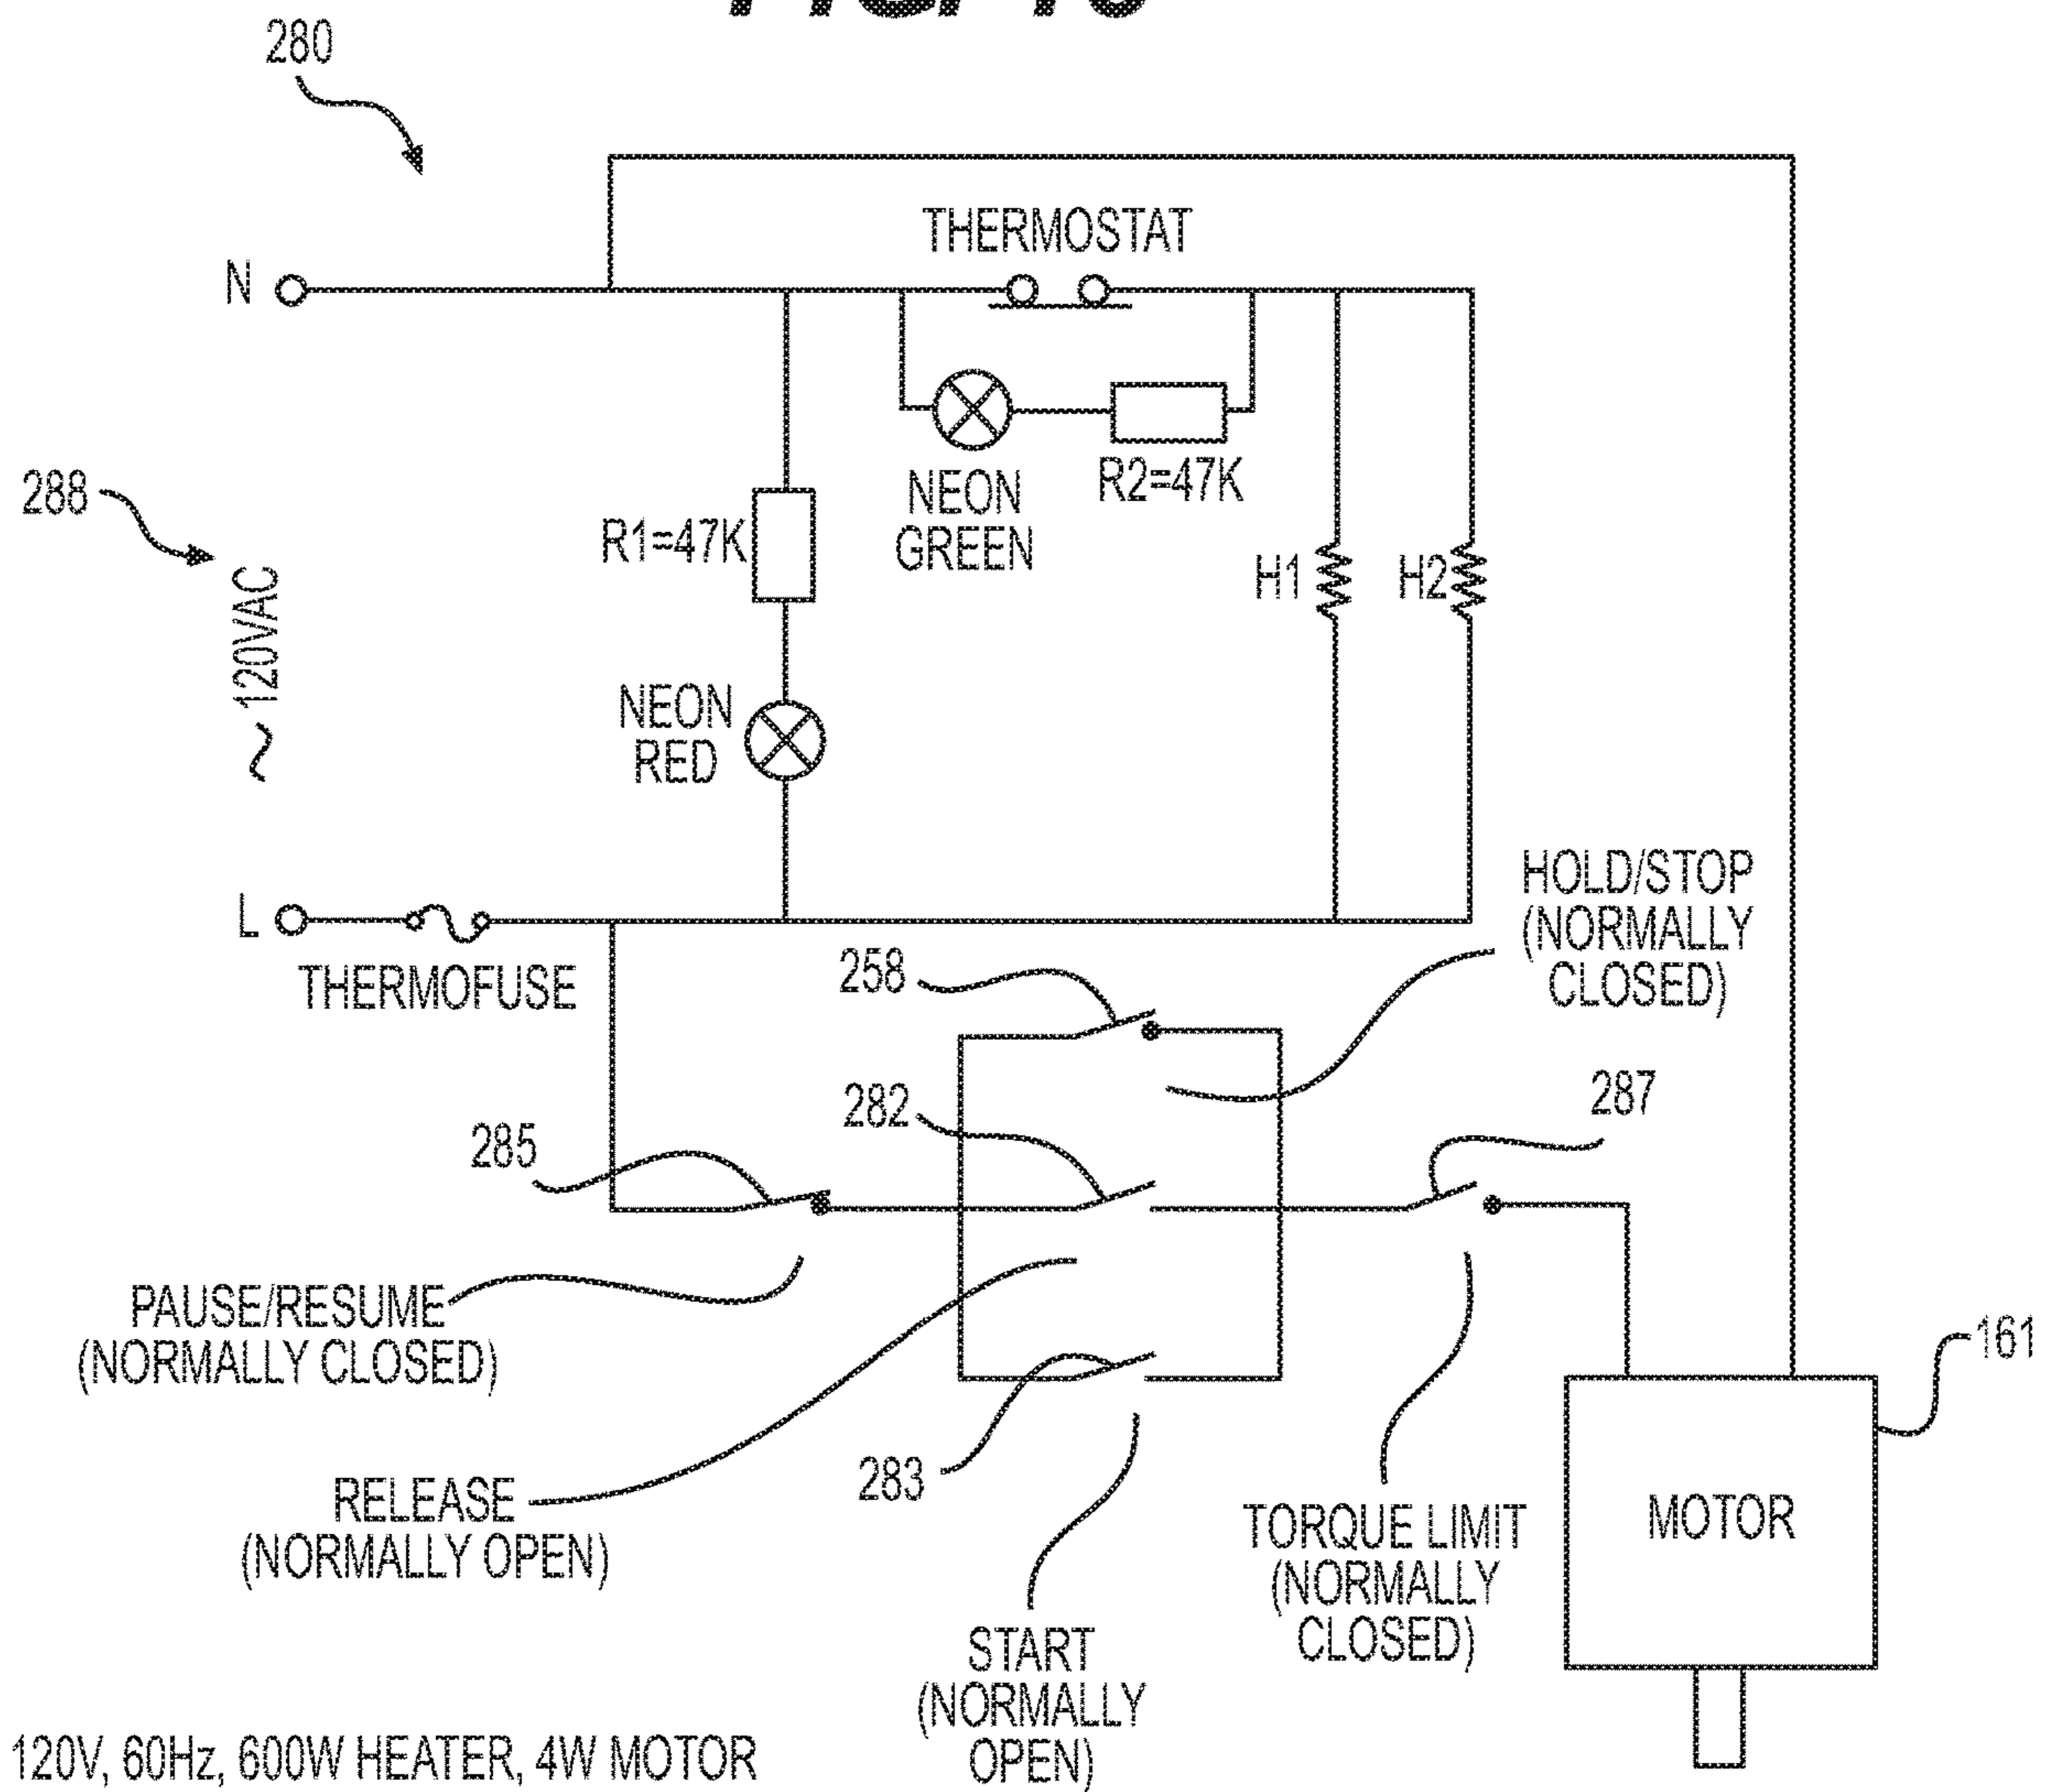 280
THERMOSTAT
N
288
120VAC
~
R1=47K
NEON
GREEN
R2=47K
H1
H2
NEON
RED
L
THERMOFUSE
258
HOLD/STOP
(NORMALLY
CLOSED)
282
287
285
PAUSE/RESUME
(NORMALLY CLOSED)
161
RELEASE
(NORMALLY OPEN)
283
TORQUE LIMIT
(NORMALLY
CLOSED)
MOTOR
START
(NORMALLY
OPEN)
120V, 60Hz, 600W HEATER, 4W MOTOR